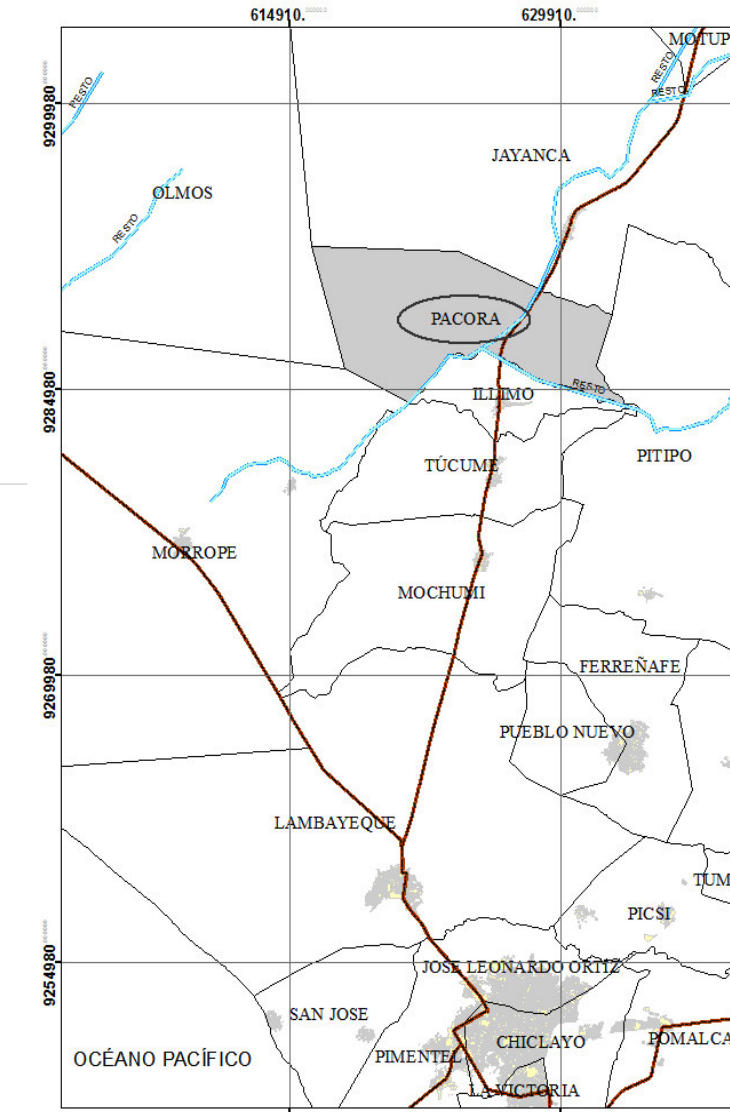 614910.
629910.
MOTUP
RESTO
RESTO
RESTO
9299980
JAYANCA
OLMOS
RESTO
PACORA
RESTO
9284980
ILLIMO
TÚCUME
PITIPO
MORROPE
MOCHUMI
FERREÑAFE
9269980
PUEBLO NUEVO
LAMBAYEQUE
TUM
PICSI
9254980
JOSE LEONARDO ORTIZ
SAN JOSE
CHICLAYO
POMALCA
OCÉANO PACÍFICO
PIMENTEL
LA VICTORIA